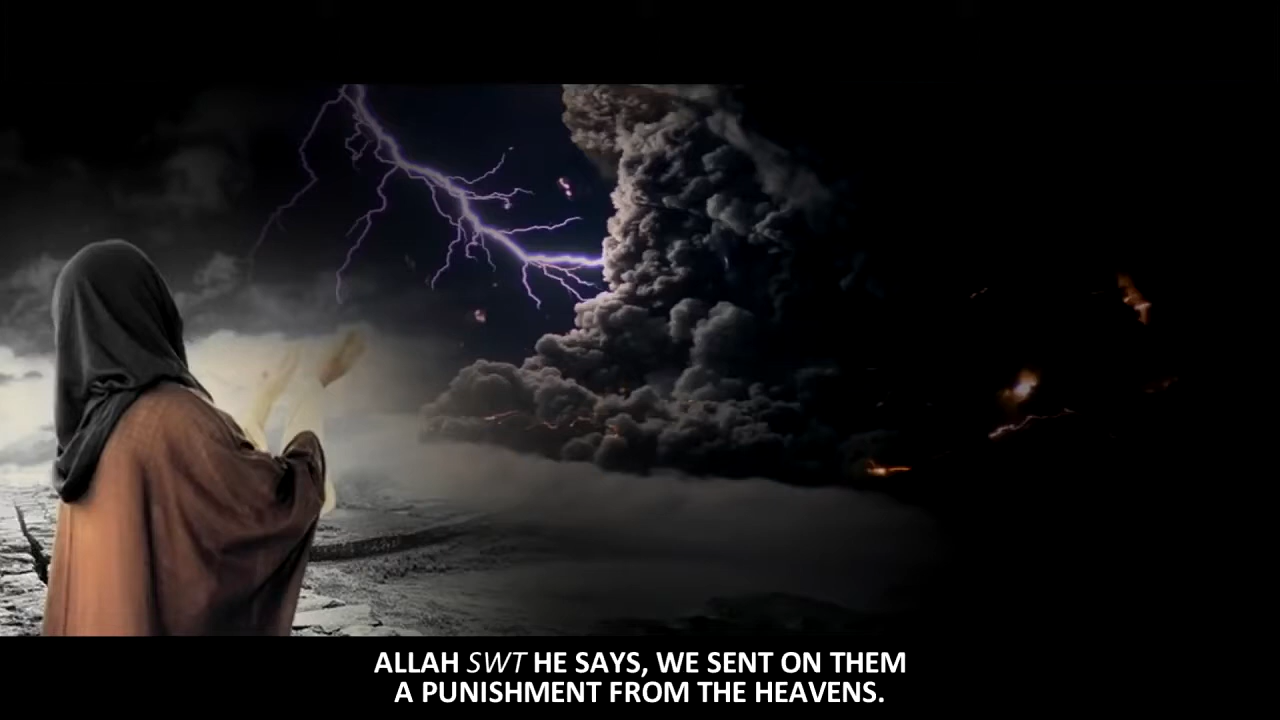 ALLAH SWT HE SAYS, WE SENT ON THEM
A PUNISHMENT FROM THE HEAVENS.